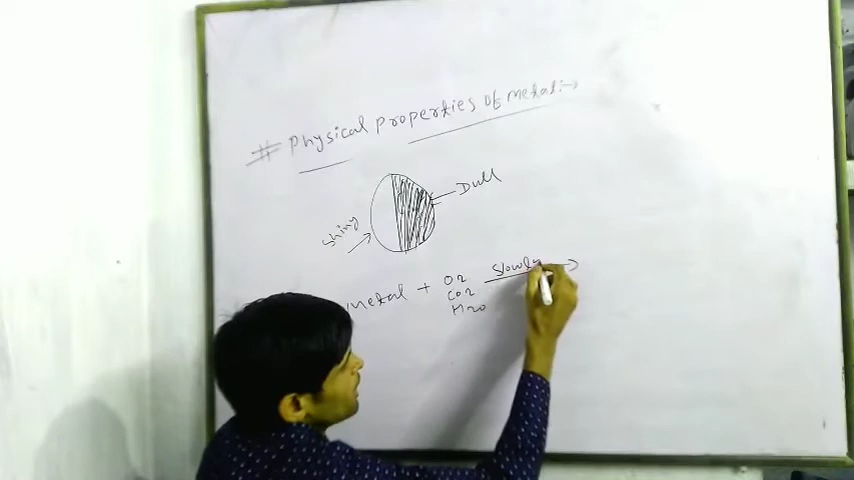 # Physical properties of metal :→
Dull
Shiny
metal + O2 slowly →
CO2
H2O